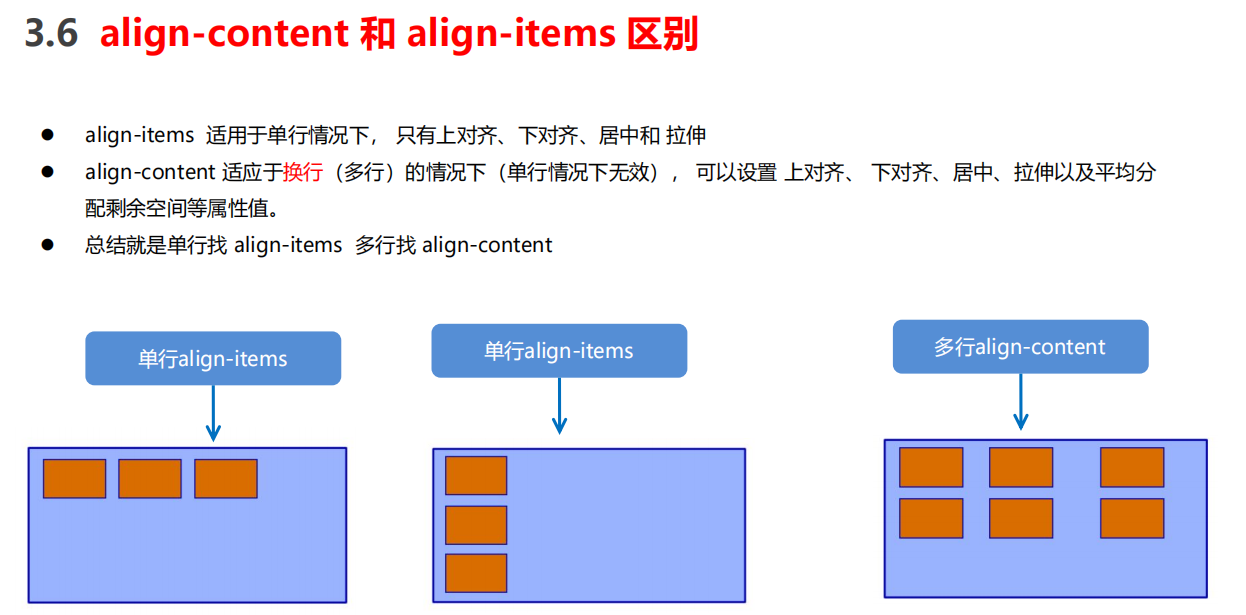 3.6 align-content 和 align-items 区别
● align-items 适用于单行情况下， 只有上对齐、下对齐、居中和 拉伸
● align-content 适应于换行（多行）的情况下（单行情况下无效）， 可以设置 上对齐、 下对齐、居中、拉伸以及平均分
配剩余空间等属性值。
● 总结就是单行找 align-items 多行找 align-content
单行align-items
单行align-items
多行align-content